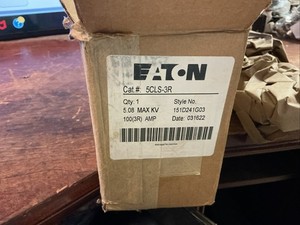 EATON
Cat.#: 5CLS-3R
Qty. 1 Style No.:
5.08 MAX KV 151D241G03
100(3R) AMP Date: 031622